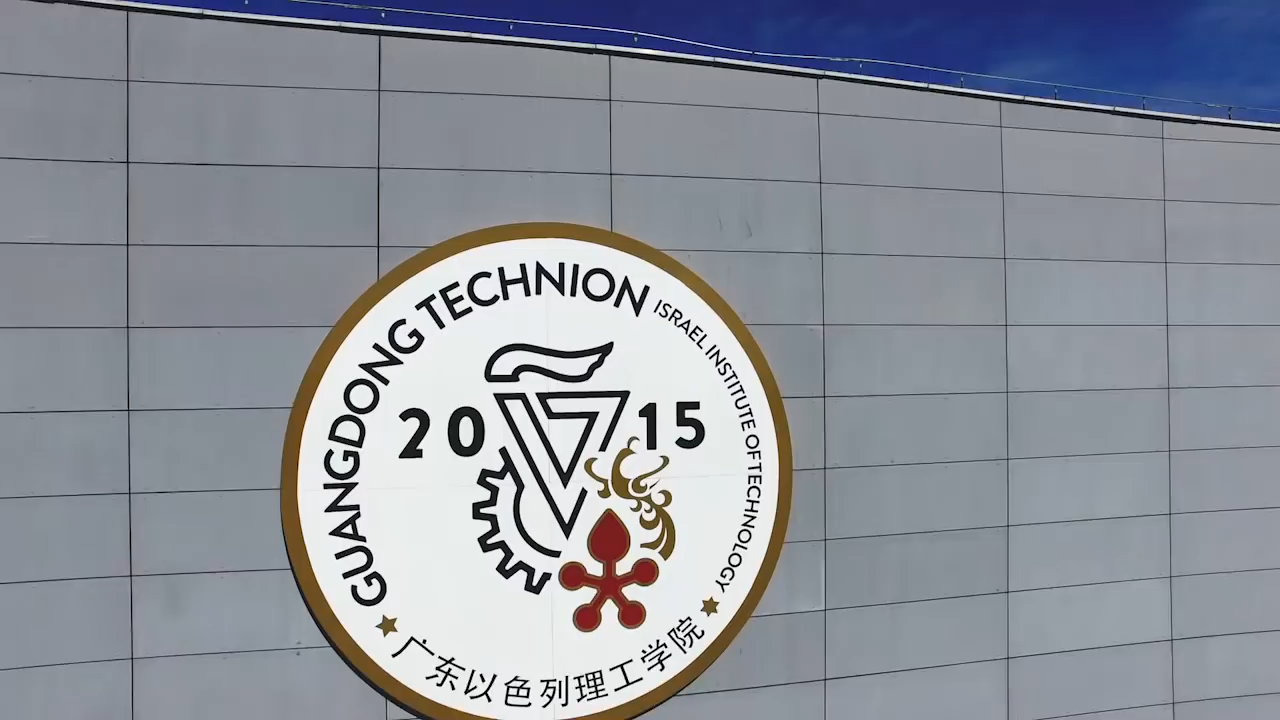 GUANGDONG TECHNION ISRAEL INSTITUTE OF TECHNOLOGY
2015
广东以色列理工学院